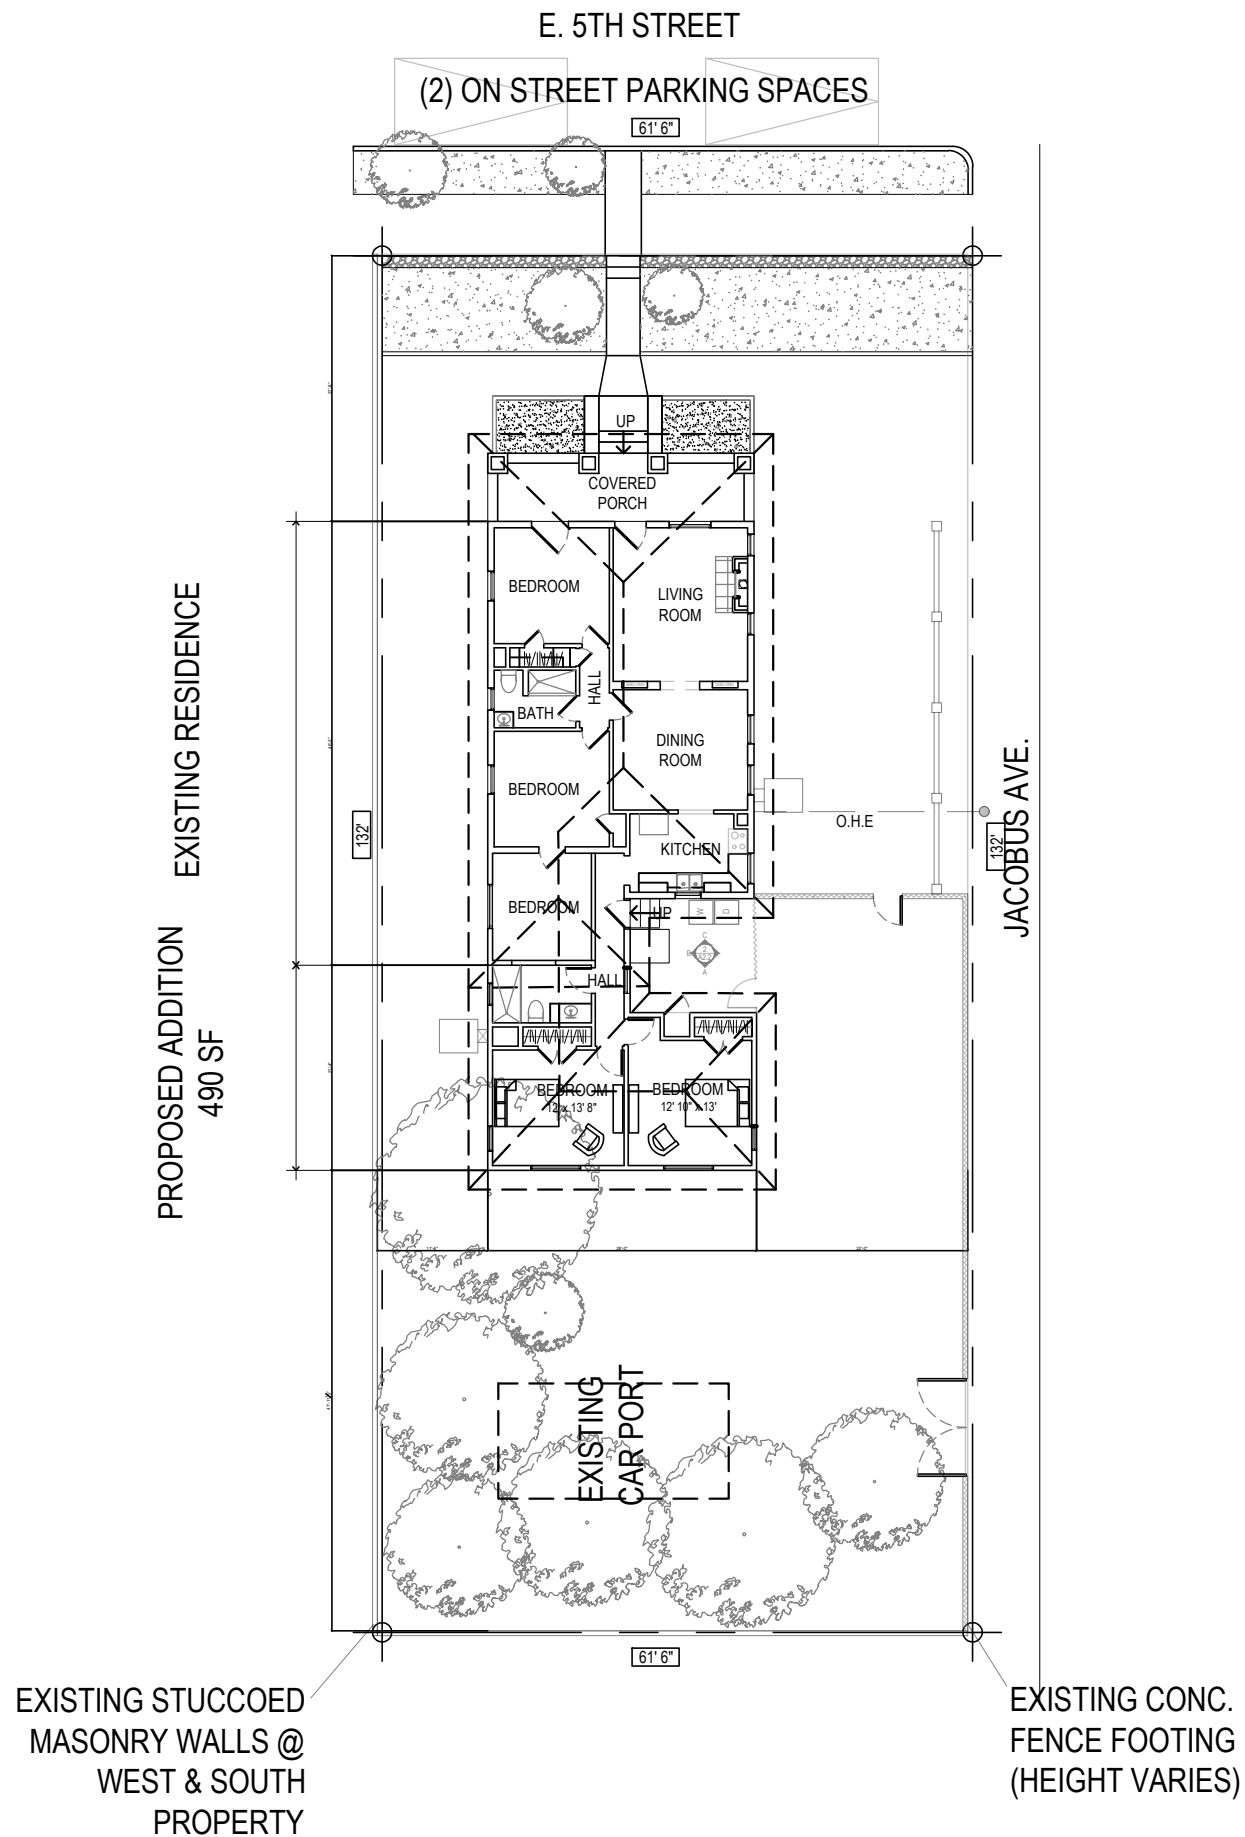 E. 5TH STREET
(2) ON STREET PARKING SPACES
61' 6"
UP
COVERED
PORCH
BEDROOM
LIVING
ROOM
HALL
BATH
DINING
ROOM
BEDROOM
O.H.E
KITCHEN
BEDROOM
UP
W
D
C
2
B
A2.2
A
HALL
BEDROOM
12' x 13' 8"
BEDROOM
12' 10" x 13'
EXISTING RESIDENCE
PROPOSED ADDITION
490 SF
132'
132'
JACOBUS AVE.
EXISTING
CAR PORT
61' 6"
EXISTING STUCCOED
MASONRY WALLS @
WEST & SOUTH
PROPERTY
EXISTING CONC.
FENCE FOOTING
(HEIGHT VARIES)